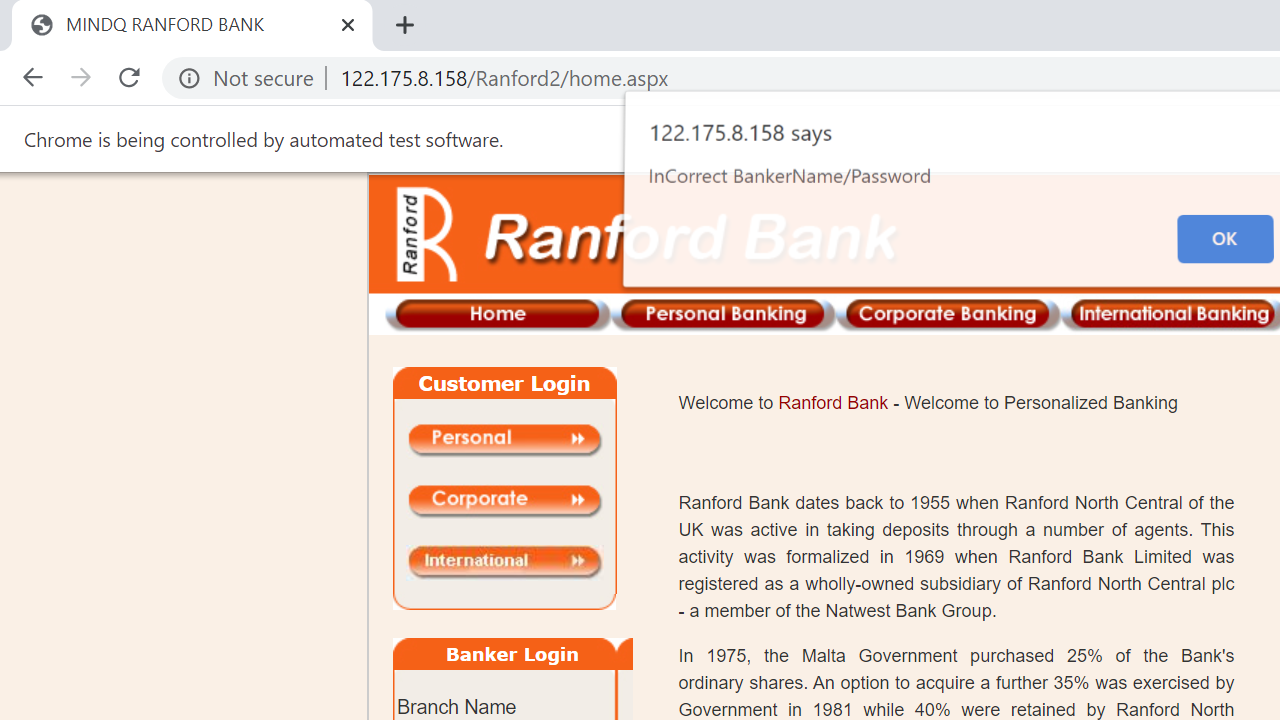 MINDQ RANFORD BANK
Not secure | 122.175.8.158/Ranford2/home.aspx
Chrome is being controlled by automated test software.
122.175.8.158 says
InCorrect BankerName/Password
OK
Ranford
Ranford Bank
Home
Personal Banking
Corporate Banking
International Banking
Customer Login
Personal
Corporate
International
Banker Login
Branch Name
Welcome to Ranford Bank - Welcome to Personalized Banking
Ranford Bank dates back to 1955 when Ranford North Central of the
UK was active in taking deposits through a number of agents. This
activity was formalized in 1969 when Ranford Bank Limited was
registered as a wholly-owned subsidiary of Ranford North Central plc
- a member of the Natwest Bank Group.
In 1975, the Malta Government purchased 25% of the Bank's
ordinary shares. An option to acquire a further 35% was exercised by
Government in 1981 while 40% were retained by Ranford North